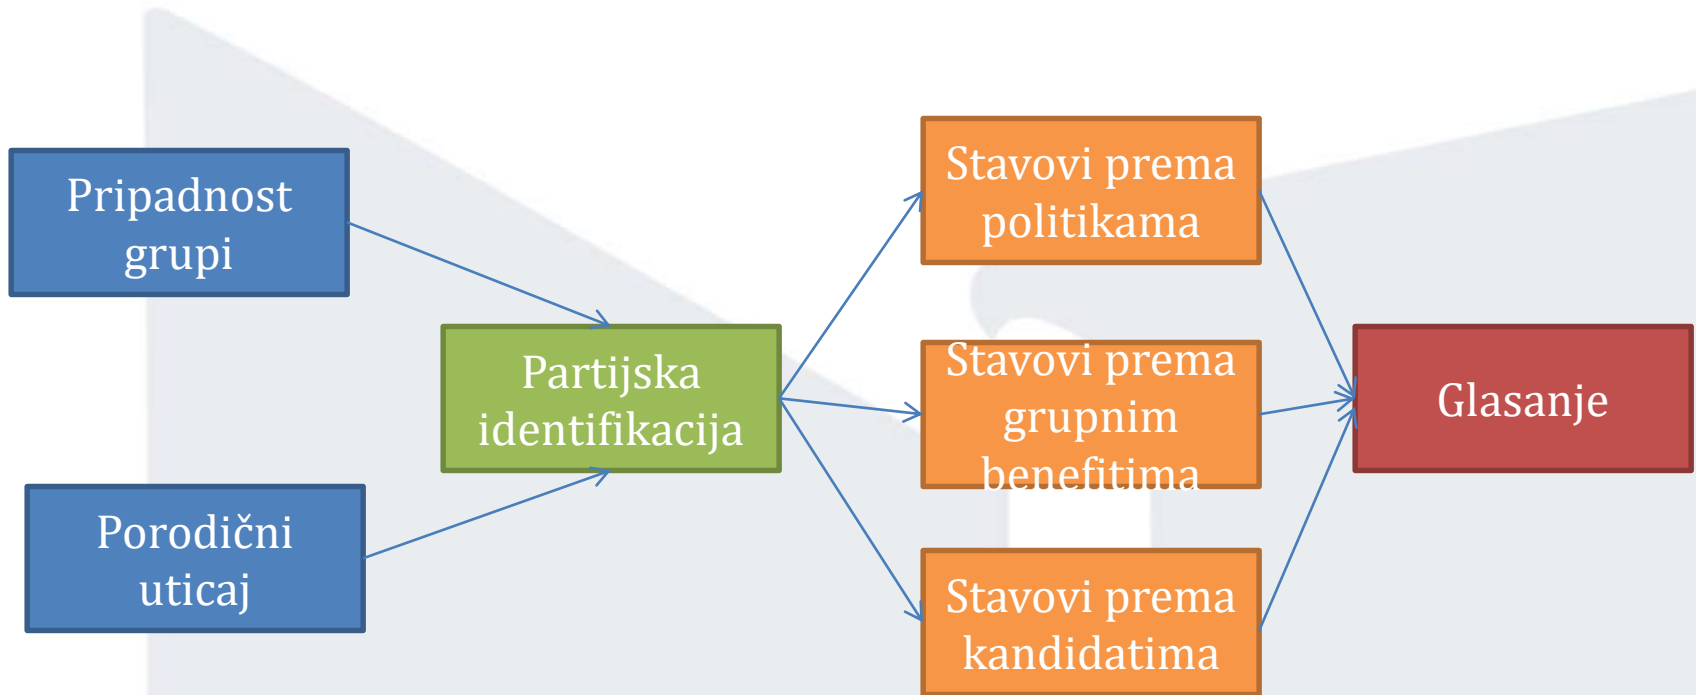 Pripadnost
grupi
Porodični
uticaj
Partijska
identifikacija
Stavovi prema
politikama
Stavovi prema
grupnim
benefitima
Stavovi prema
kandidatima
Glasanje